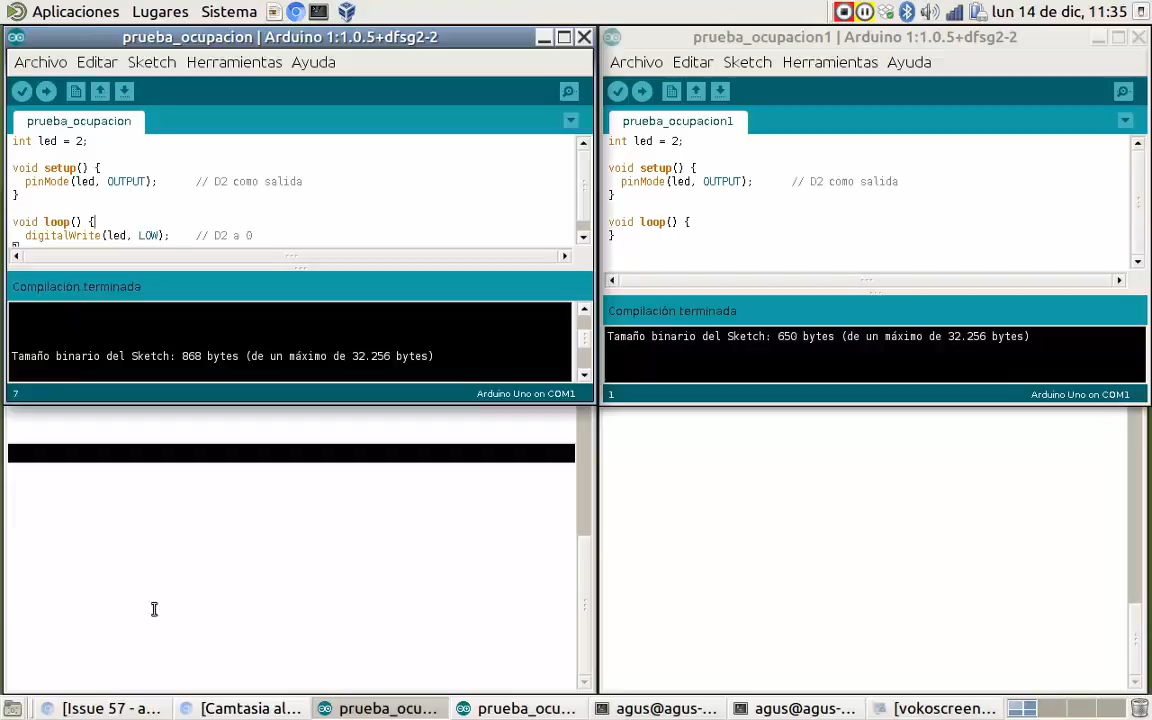 Aplicaciones Lugares Sistema lun 14 de dic, 11:35
prueba_ocupacion | Arduino 1:1.0.5+dfsg2-2
Archivo Editar Sketch Herramientas Ayuda
prueba_ocupacion
int led = 2;
void setup() {
pinMode(led, OUTPUT); // D2 como salida
}
void loop() {
digitalWrite(led, LOW); // D2 a 0
Compilación terminada
Tamaño binario del Sketch: 868 bytes (de un máximo de 32.256 bytes)
7 Arduino Uno on COM1
prueba_ocupacion1 | Arduino 1:1.0.5+dfsg2-2
Archivo Editar Sketch Herramientas Ayuda
prueba_ocupacion1
int led = 2;
void setup() {
pinMode(led, OUTPUT); // D2 como salida
}
void loop() {
}
Compilación terminada
Tamaño binario del Sketch: 650 bytes (de un máximo de 32.256 bytes)
1 Arduino Uno on COM1
[Issue 57 - a... [Camtasia al... prueba_ocu... prueba_ocu... agus@agus-... agus@agus-... [vokoscreen...